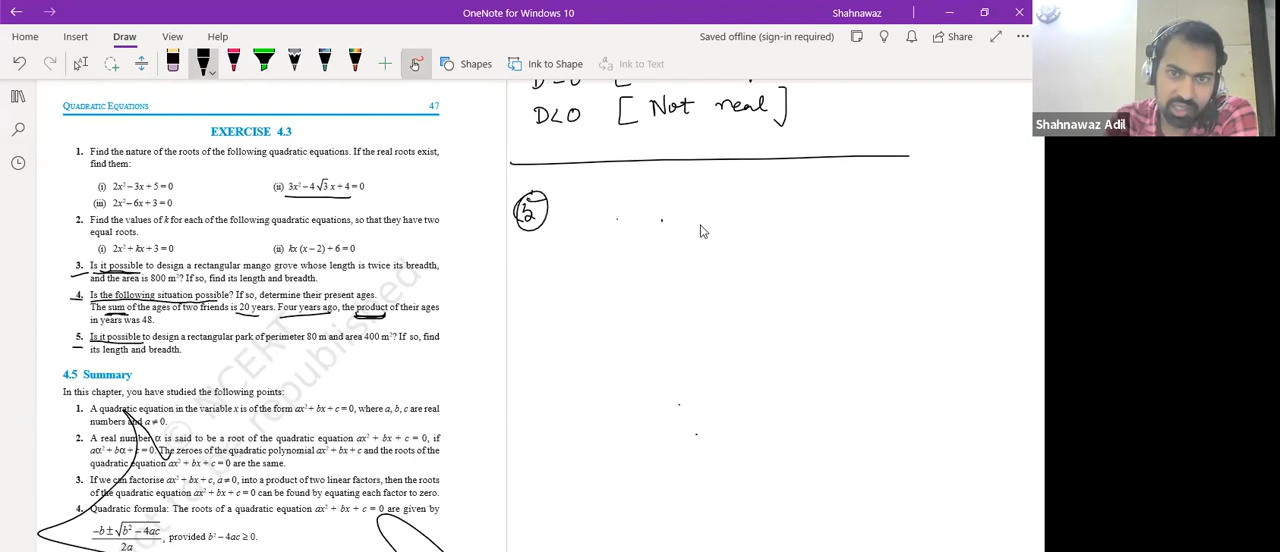 OneNote for Windows 10
Shahnawaz
Home Insert Draw View Help
Saved offline (sign-in required)
Share
Shapes Ink to Shape Ink to Text
QUADRATIC EQUATIONS 47
EXERCISE 4.3
1. Find the nature of the roots of the following quadratic equations. If the real roots exist,
find them:
(i) 2x² – 3x + 5 = 0 (ii) 3x² – 4√3 x + 4 = 0
(iii) 2x² – 6x + 3 = 0
2. Find the values of k for each of the following quadratic equations, so that they have two
equal roots.
(i) 2x² + kx + 3 = 0 (ii) kx (x – 2) + 6 = 0
3. Is it possible to design a rectangular mango grove whose length is twice its breadth,
and the area is 800 m²? If so, find its length and breadth.
4. Is the following situation possible? If so, determine their present ages.
The sum of the ages of two friends is 20 years. Four years ago, the product of their ages
in years was 48.
5. Is it possible to design a rectangular park of perimeter 80 m and area 400 m²? If so, find
its length and breadth.
4.5 Summary
In this chapter, you have studied the following points:
1. A quadratic equation in the variable x is of the form ax² + bx + c = 0, where a, b, c are real
numbers and a ≠ 0.
2. A real number α is said to be a root of the quadratic equation ax² + bx + c = 0, if
aα² + bα + c = 0. The zeroes of the quadratic polynomial ax² + bx + c and the roots of the
quadratic equation ax² + bx + c = 0 are the same.
3. If we can factorise ax² + bx + c, a ≠ 0, into a product of two linear factors, then the roots
of the quadratic equation ax² + bx + c = 0 can be found by equating each factor to zero.
4. Quadratic formula: The roots of a quadratic equation ax² + bx + c = 0 are given by
–b ± √b² – 4ac
2a
, provided b² – 4ac ≥ 0.
© NCERT
not to be republished
D<0 [Not real]
Shahnawaz Adil